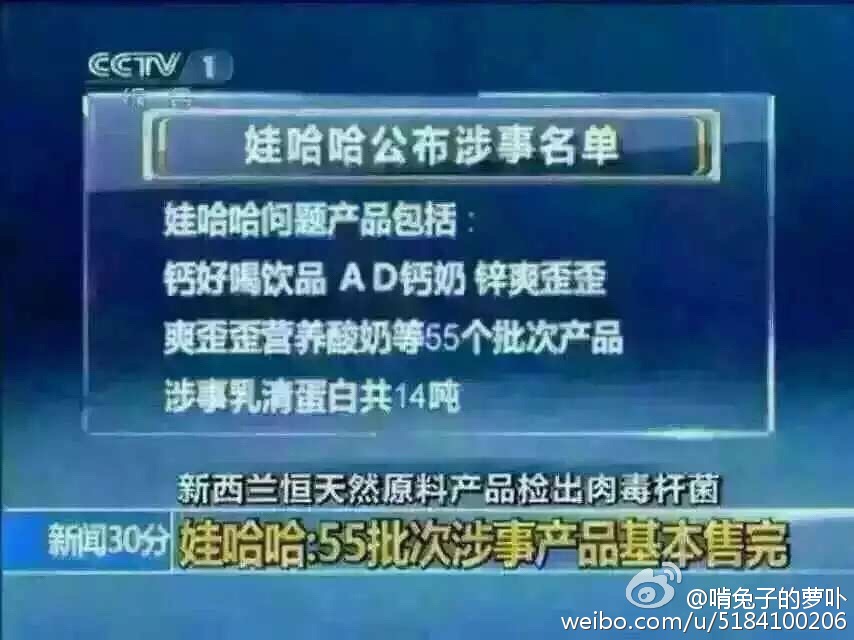 CCTV 1
娃哈哈公布涉事名单
娃哈哈问题产品包括：
钙好喝饮品 AD钙奶 锌爽歪歪
爽歪歪营养酸奶等55个批次产品
涉事乳清蛋白共14吨
新西兰恒天然原料产品检出肉毒杆菌
新闻30分
娃哈哈:55批次涉事产品基本售完
@啃兔子的萝卟
weibo.com/u/5184100206